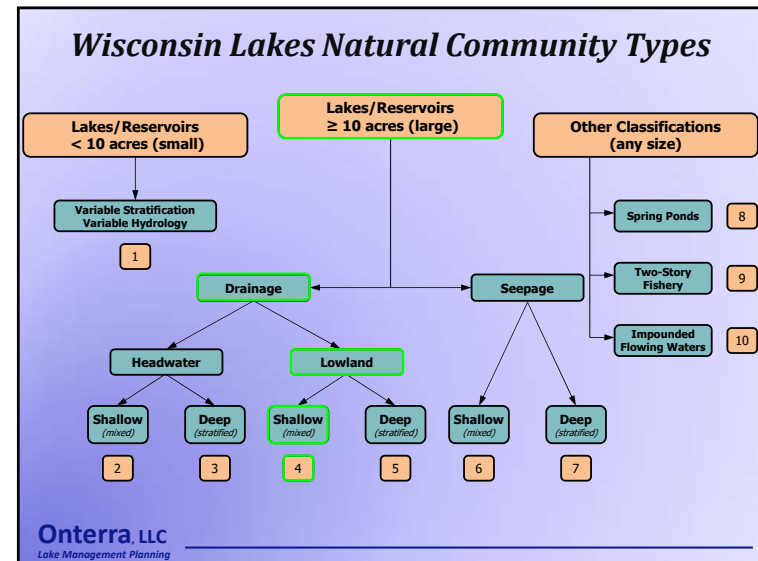 Wisconsin Lakes Natural Community Types
Lakes/Reservoirs
< 10 acres (small)
Lakes/Reservoirs
≥ 10 acres (large)
Other Classifications
(any size)
Variable Stratification
Variable Hydrology
1
Spring Ponds
8
Two-Story
Fishery
9
Impounded
Flowing Waters
10
Drainage
Seepage
Headwater
Lowland
Shallow
(mixed)
Deep
(stratified)
Shallow
(mixed)
Deep
(stratified)
Shallow
(mixed)
Deep
(stratified)
2
3
4
5
6
7
Onterra, LLC
Lake Management Planning